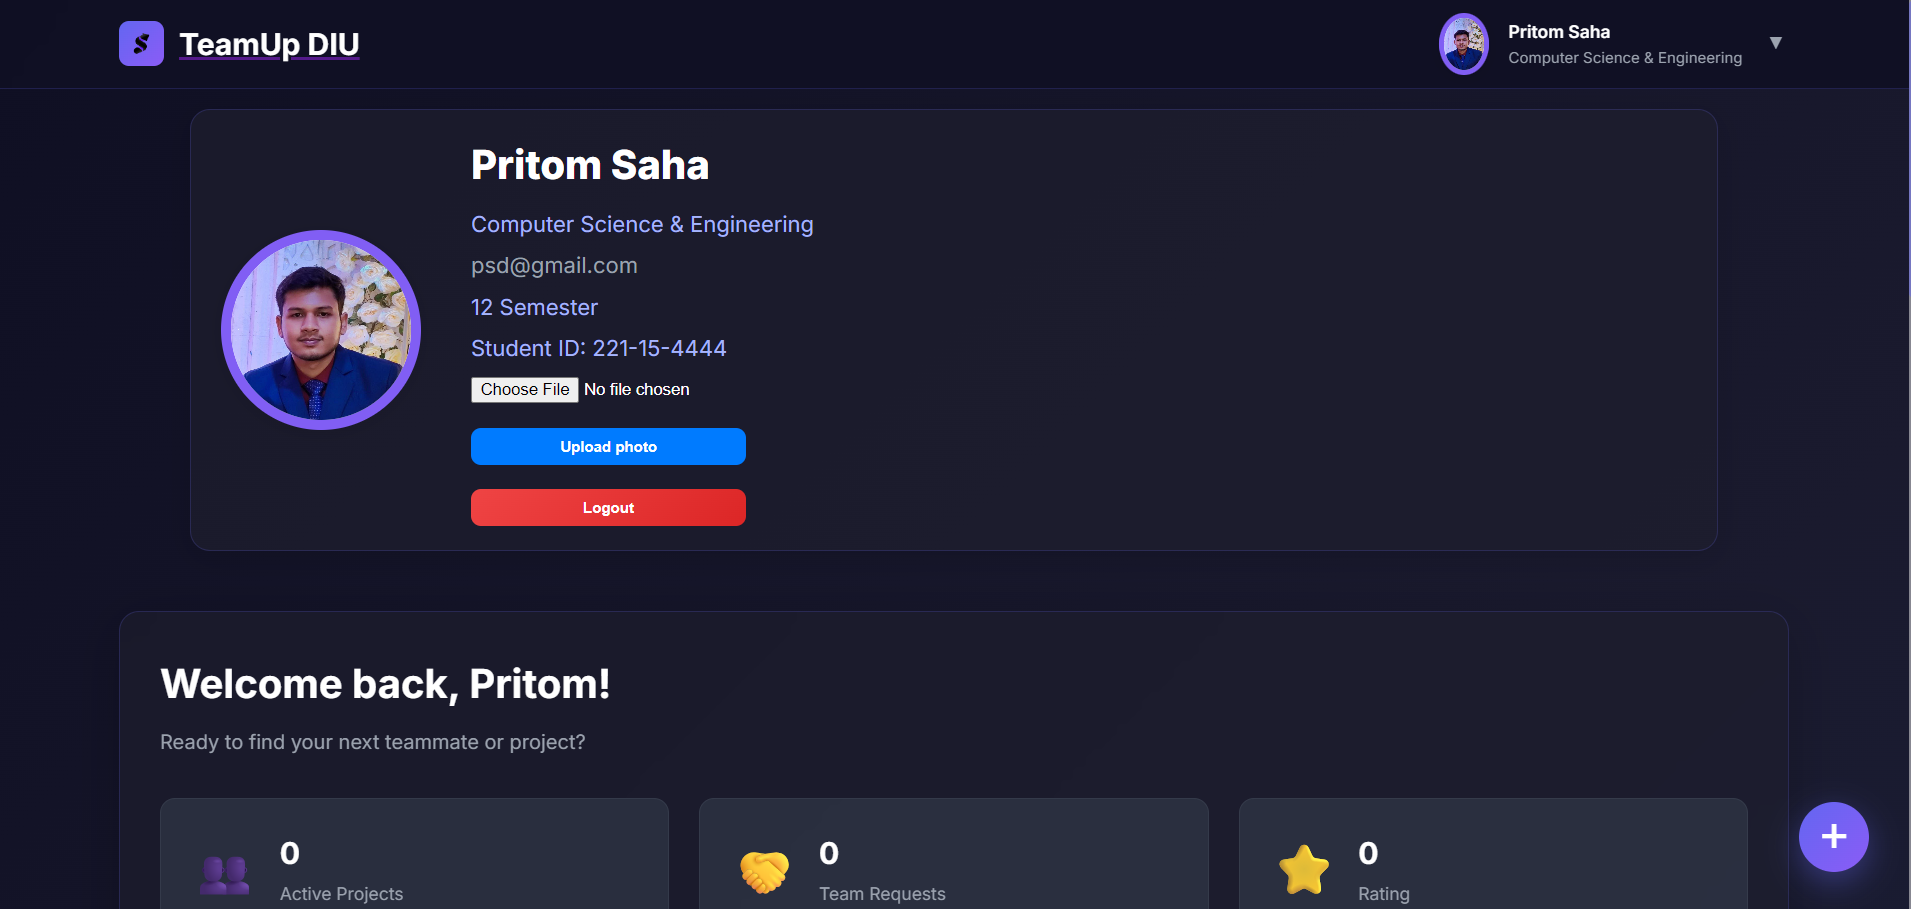 TeamUp DIU
Pritom Saha
Computer Science & Engineering
▼
Pritom Saha
Computer Science & Engineering
psd@gmail.com
12 Semester
Student ID: 221-15-4444
Choose File No file chosen
Upload photo
Logout
Welcome back, Pritom!
Ready to find your next teammate or project?
0
Active Projects
0
Team Requests
0
Rating
+